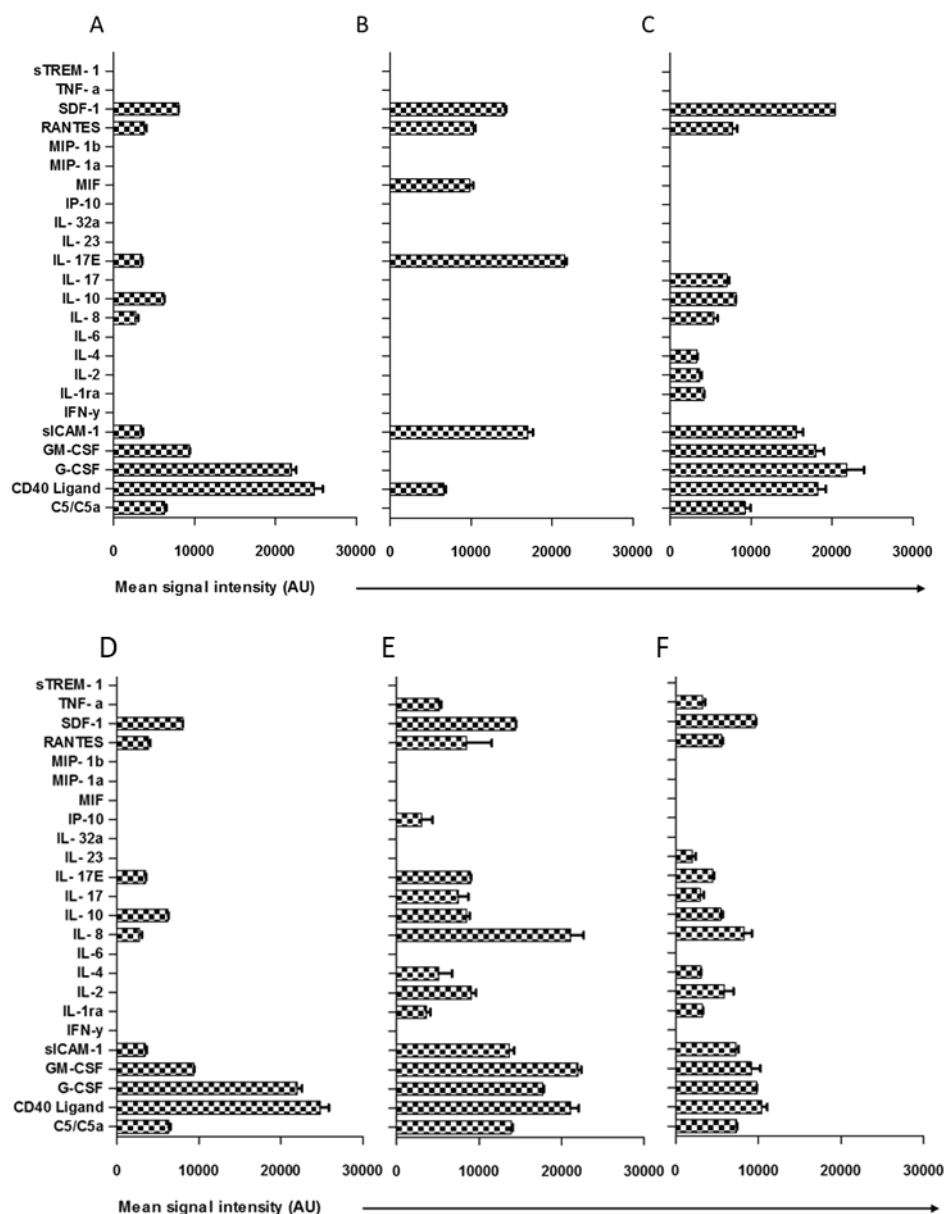 A B C
sTREM- 1
TNF- a
SDF-1
RANTES
MIP- 1b
MIP- 1a
MIF
IP-10
IL- 32a
IL- 23
IL- 17E
IL- 17
IL- 10
IL- 8
IL-6
IL-4
IL-2
IL-1ra
IFN-y
sICAM-1
GM-CSF
G-CSF
CD40 Ligand
C5/C5a
0 10000 20000 30000 0 10000 20000 30000 0 10000 20000 30000
Mean signal intensity (AU)
D E F
sTREM- 1
TNF- a
SDF-1
RANTES
MIP- 1b
MIP- 1a
MIF
IP-10
IL- 32a
IL- 23
IL- 17E
IL- 17
IL- 10
IL- 8
IL-6
IL-4
IL-2
IL-1ra
IFN-y
sICAM-1
GM-CSF
G-CSF
CD40 Ligand
C5/C5a
0 10000 20000 30000 0 10000 20000 30000 0 10000 20000 30000
Mean signal intensity (AU)